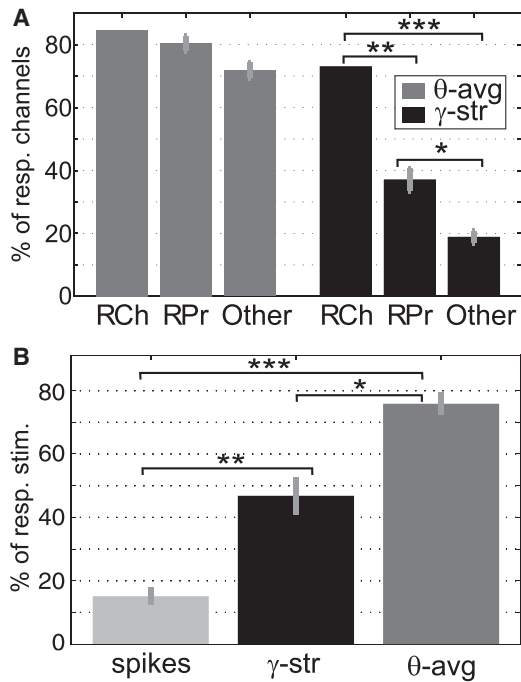 A
% of resp. channels
80
60
40
20
0
***
**
*
θ-avg
γ-str
RCh RPr Other RCh RPr Other
B
% of resp. stim.
80
60
40
20
0
***
*
**
spikes γ-str θ-avg